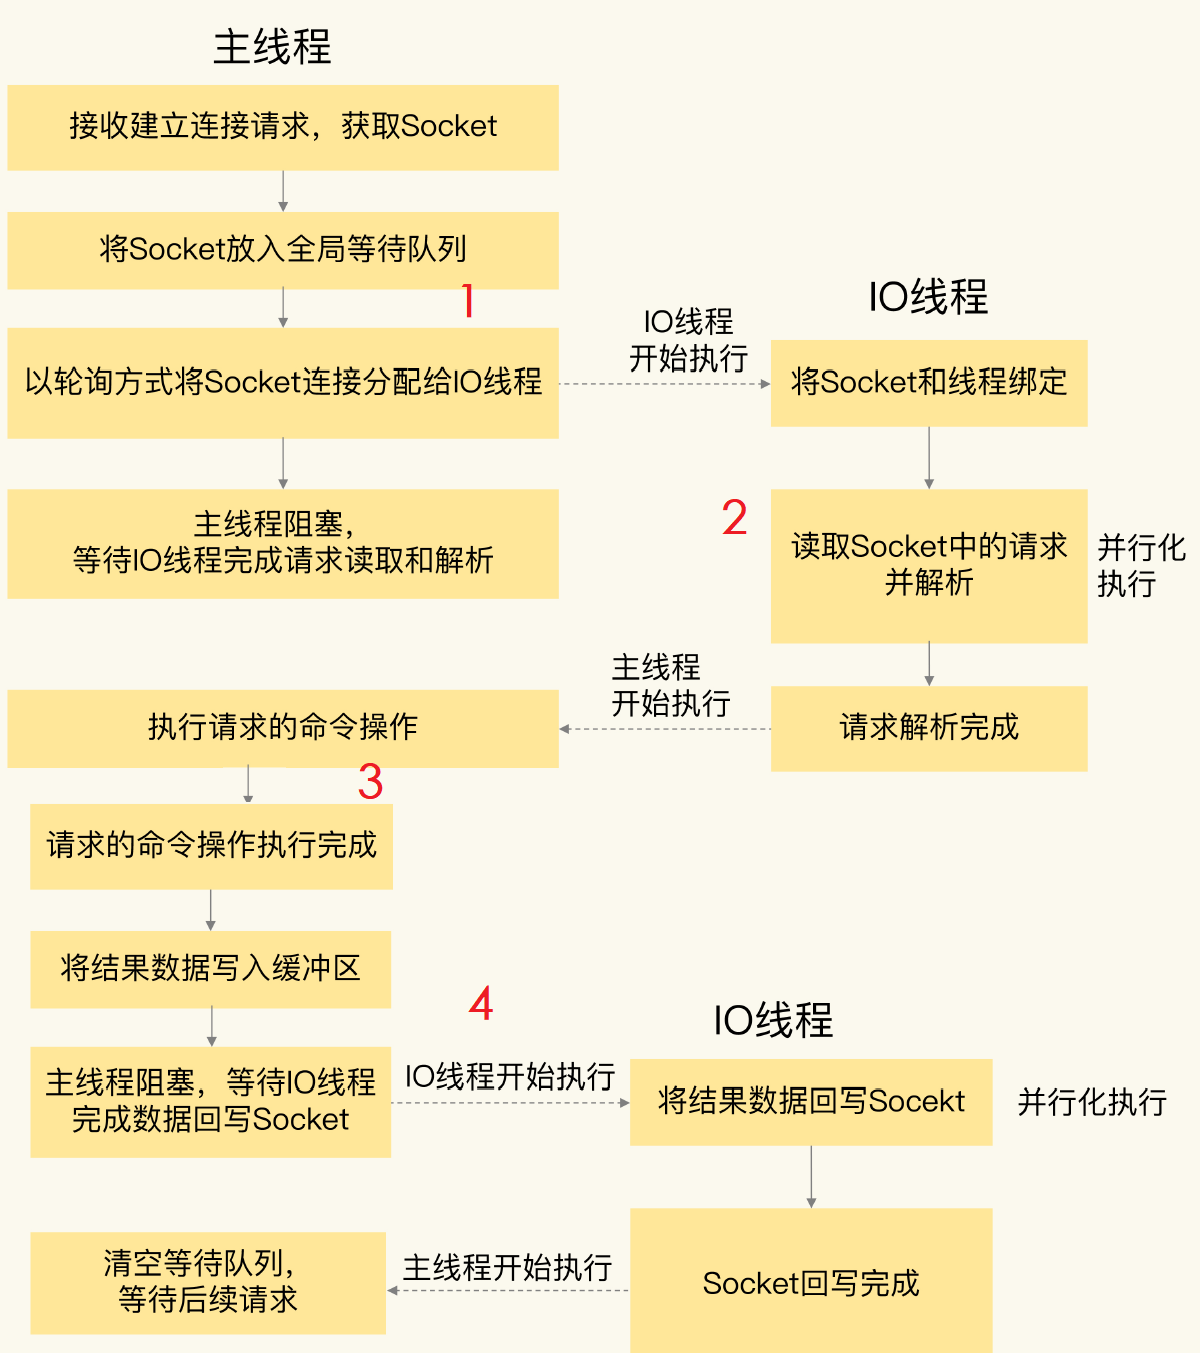 主线程
接收建立连接请求，获取Socket
将Socket放入全局等待队列
1
IO线程
IO线程
开始执行
以轮询方式将Socket连接分配给IO线程
将Socket和线程绑定
主线程阻塞，
等待IO线程完成请求读取和解析
2
读取Socket中的请求
并解析
并行化
执行
主线程
开始执行
执行请求的命令操作
请求解析完成
3
请求的命令操作执行完成
将结果数据写入缓冲区
4
IO线程
主线程阻塞，等待IO线程
完成数据回写Socket
IO线程开始执行
将结果数据回写Socekt
并行化执行
清空等待队列，
等待后续请求
主线程开始执行
Socket回写完成